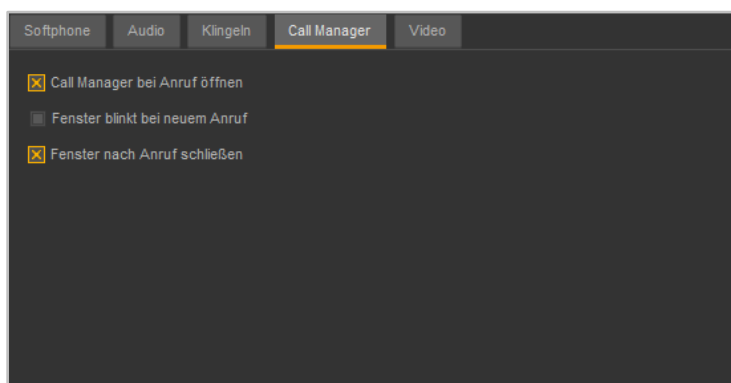 Softphone Audio Klingeln Call Manager Video
Call Manager bei Anruf öffnen
Fenster blinkt bei neuem Anruf
Fenster nach Anruf schließen